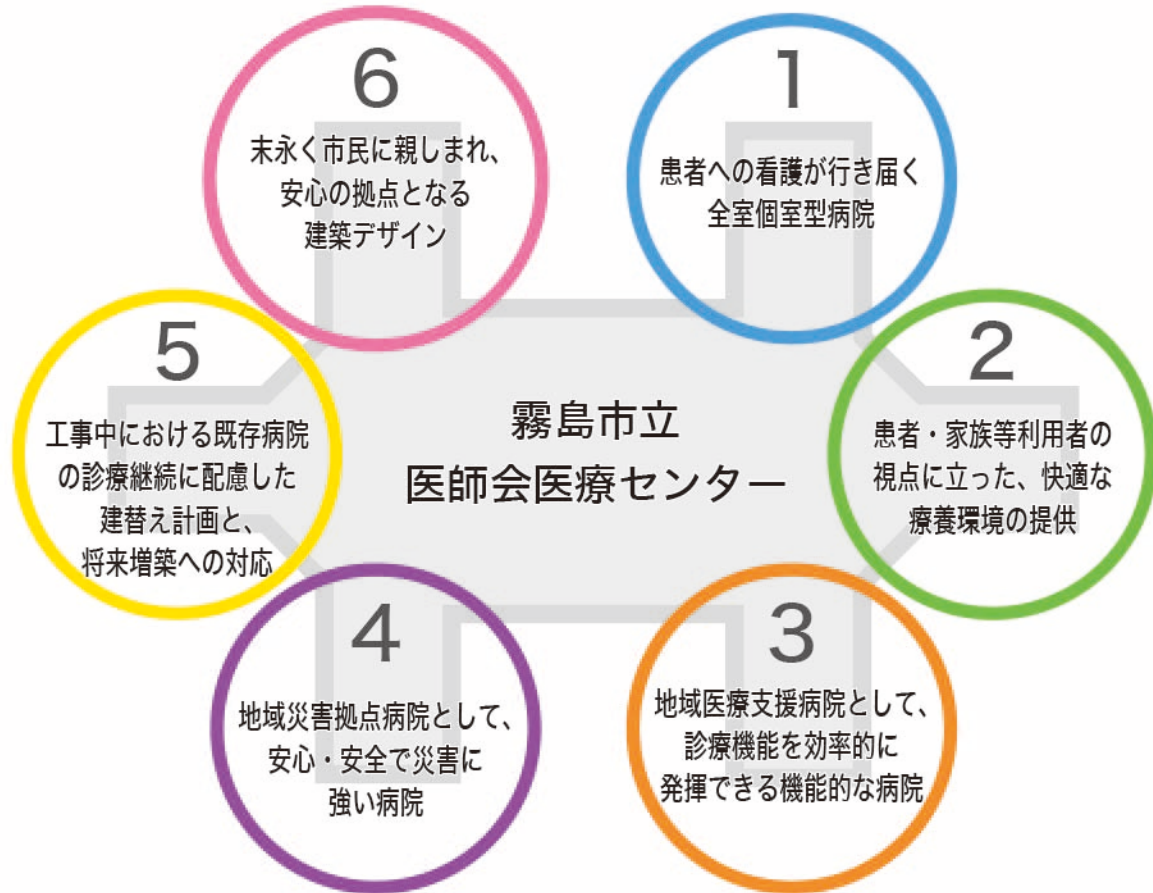 霧島市立
医師会医療センター
1
患者への看護が行き届く
全室個室型病院
2
患者・家族等利用者の
視点に立った、快適な
療養環境の提供
3
地域医療支援病院として、
診療機能を効率的に
発揮できる機能的な病院
4
地域災害拠点病院として、
安心・安全で災害に
強い病院
5
工事中における既存病院
の診療継続に配慮した
建替え計画と、
将来増築への対応
6
末永く市民に親しまれ、
安心の拠点となる
建築デザイン